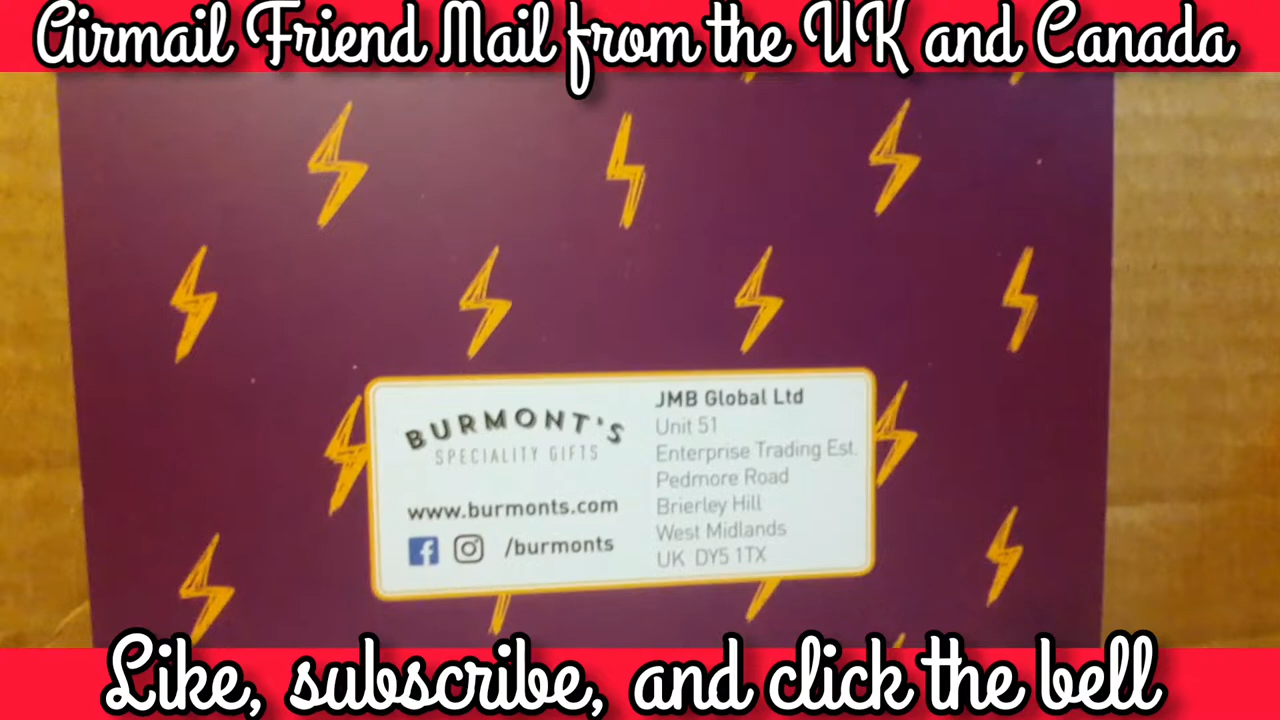 Airmail Friend Mail from the UK and Canada
BURMONT'S
SPECIALITY GIFTS
www.burmonts.com
/burmonts
JMB Global Ltd
Unit 51
Enterprise Trading Est.
Pedmore Road
Brierley Hill
West Midlands
UK DY5 1TX
Like, subscribe, and click the bell